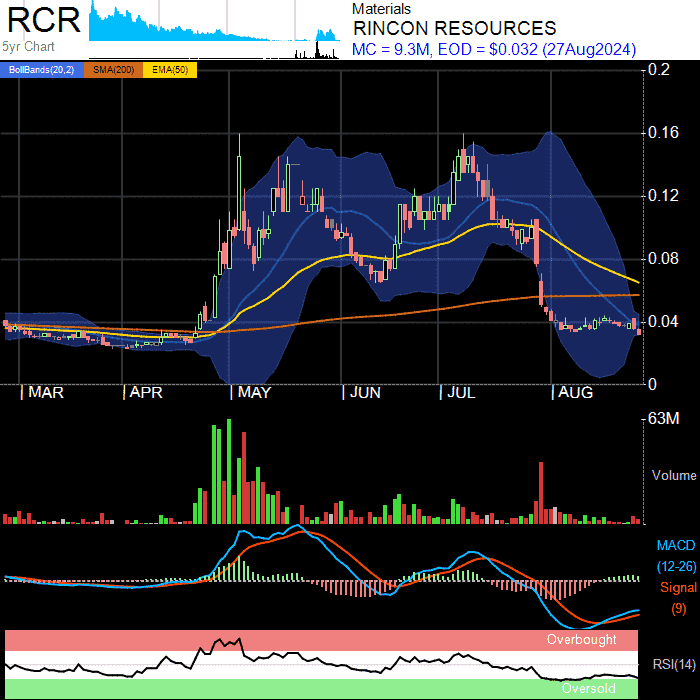 RCR
5yr Chart
Materials
RINCON RESOURCES
MC = 9.3M, EOD = $0.032 (27Aug2024)
BollBands(20,2) SMA(200) EMA(50)
0.2
0.16
0.12
0.08
0.04
0
MAR APR MAY JUN JUL AUG
63M
Volume
MACD
(12-26)
Signal
(9)
Overbought
RSI(14)
Oversold